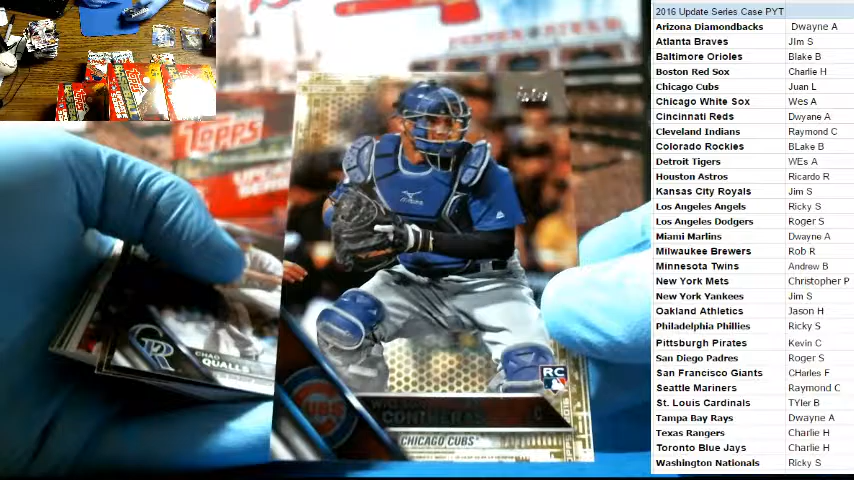 2016 Update Series Case PYT
Arizona Diamondbacks Dwayne A
Atlanta Braves JIm S
Baltimore Orioles Blake B
Boston Red Sox Charlie H
Chicago Cubs Juan L
Chicago White Sox Wes A
Cincinnati Reds Dwyane A
Cleveland Indians Raymond C
Colorado Rockies BLake B
Detroit Tigers WEs A
Houston Astros Ricardo R
Kansas City Royals Jim S
Los Angeles Angels Ricky S
Los Angeles Dodgers Roger S
Miami Marlins Dwayne A
Milwaukee Brewers Rob R
Minnesota Twins Andrew B
New York Mets Christopher P
New York Yankees Jim S
Oakland Athletics Jason H
Philadelphia Phillies Ricky S
Pittsburgh Pirates Kevin C
San Diego Padres Roger S
San Francisco Giants CHarles F
Seattle Mariners Raymond C
St. Louis Cardinals TYler B
Tampa Bay Rays Dwayne A
Texas Rangers Charlie H
Toronto Blue Jays Charlie H
Washington Nationals Ricky S
Topps
CHAD
QUALLS
RC
CUBS
CONTRERAS
C
CHICAGO CUBS